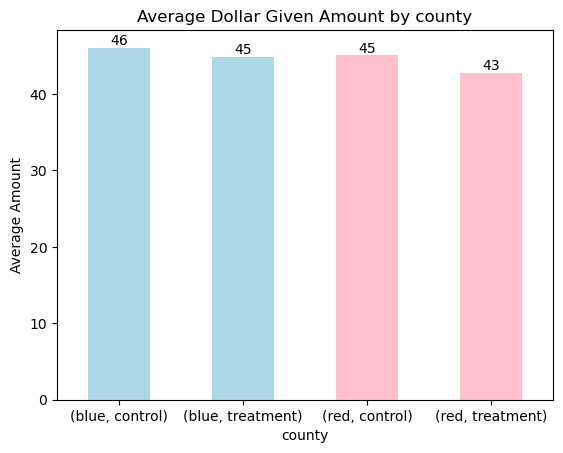 Average Dollar Given Amount by county
Average Amount
40
30
20
10
0
46
45
45
43
(blue, control)
(blue, treatment)
(red, control)
(red, treatment)
county